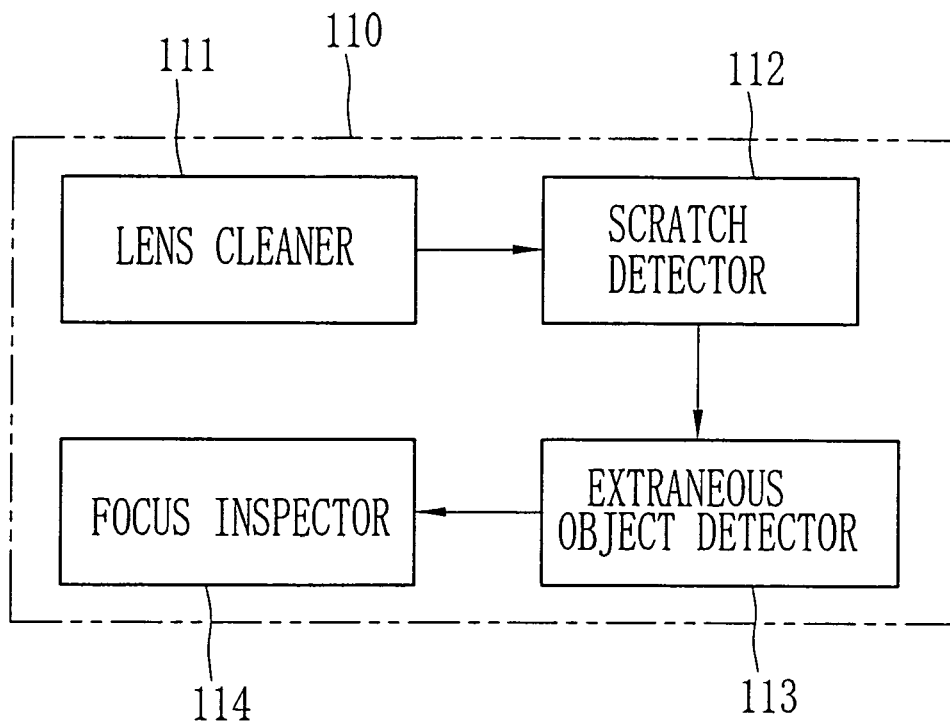 110
111
112
LENS CLEANER
SCRATCH
DETECTOR
FOCUS INSPECTOR
EXTRANEOUS
OBJECT DETECTOR
114
113